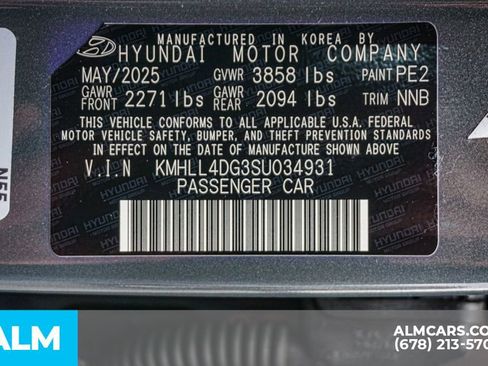 MANUFACTURED IN KOREA BY
HYUNDAI MOTOR COMPANY
MAY/2025 GVWR 3858 lbs PAINT PE2
GAWR FRONT 2271 lbs GAWR REAR 2094 lbs TRIM NNB
THIS VEHICLE CONFORMS TO ALL APPLICABLE U.S.A. FEDERAL
MOTOR VEHICLE SAFETY, BUMPER, AND THEFT PREVENTION STANDARDS
IN EFFECT ON THE DATE OF MANUFACTURE SHOWN ABOVE.
V.I.N KMHLL4DG3SU034931
PASSENGER CAR
ALM
ALMCARS.CO
(678) 213-570